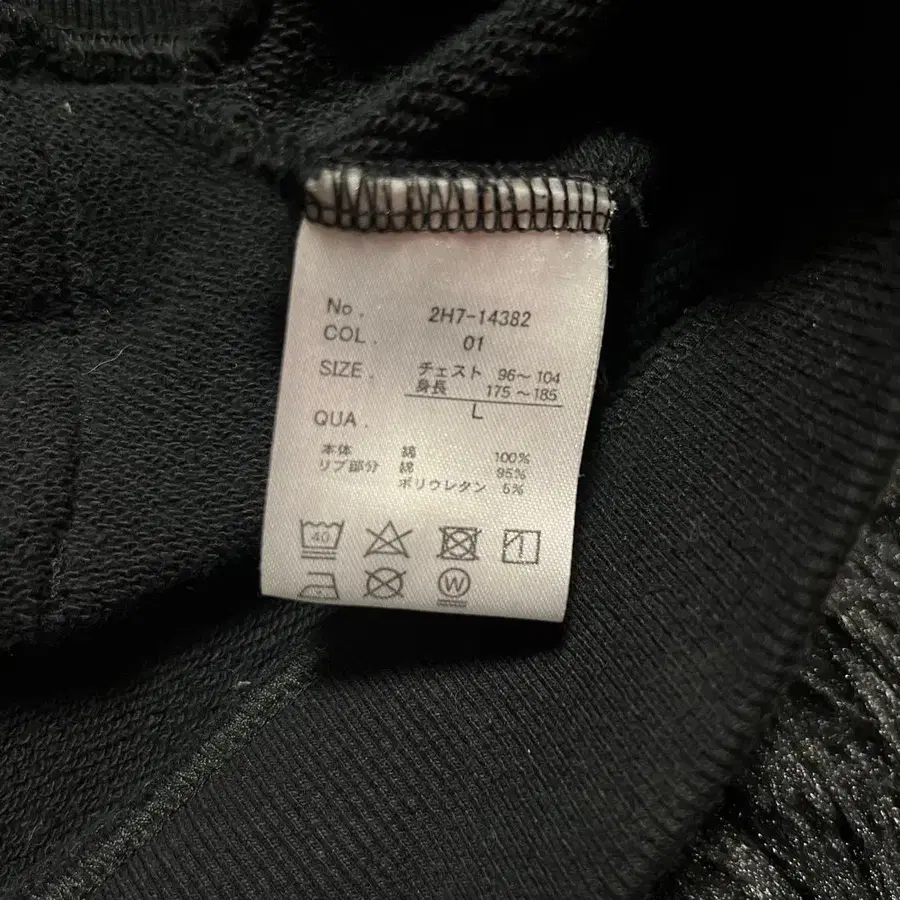 No. 2H7-14382
COL. 01
SIZE. チェスト 96～104
身長 175～185
L
QUA.
本体 綿 100%
リブ部分 綿 95%
ポリウレタン 5%
40
W